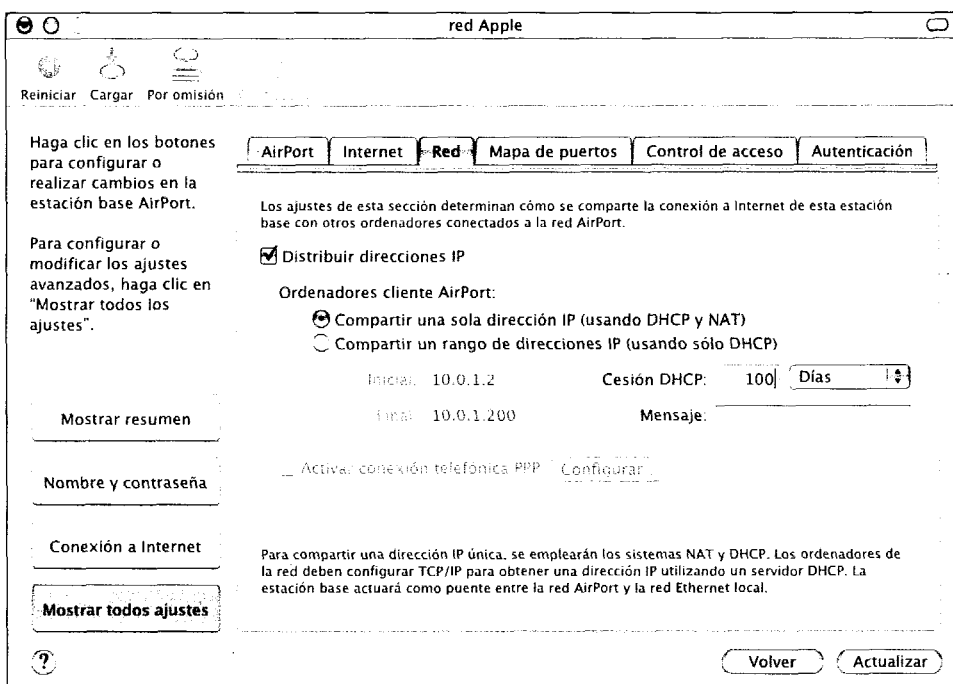 red Apple
Reiniciar Cargar Por omisión
Haga clic en los botones
para configurar o
realizar cambios en la
estación base AirPort.
Para configurar o
modificar los ajustes
avanzados, haga clic en
"Mostrar todos los
ajustes".
Mostrar resumen
Nombre y contraseña
Conexión a Internet
Mostrar todos ajustes
?
AirPort Internet Red Mapa de puertos Control de acceso Autenticación
Los ajustes de esta sección determinan cómo se comparte la conexión a Internet de esta estación
base con otros ordenadores conectados a la red AirPort.
Distribuir direcciones IP
Ordenadores cliente AirPort:
Compartir una sola dirección IP (usando DHCP y NAT)
Compartir un rango de direcciones IP (usando sólo DHCP)
Inicial: 10.0.1.2 Cesión DHCP: 100 Días
Final: 10.0.1.200 Mensaje:
Activar conexión telefónica PPP Configurar...
Para compartir una dirección IP única, se emplearán los sistemas NAT y DHCP. Los ordenadores de
la red deben configurar TCP/IP para obtener una dirección IP utilizando un servidor DHCP. La
estación base actuará como puente entre la red AirPort y la red Ethernet local.
Volver Actualizar